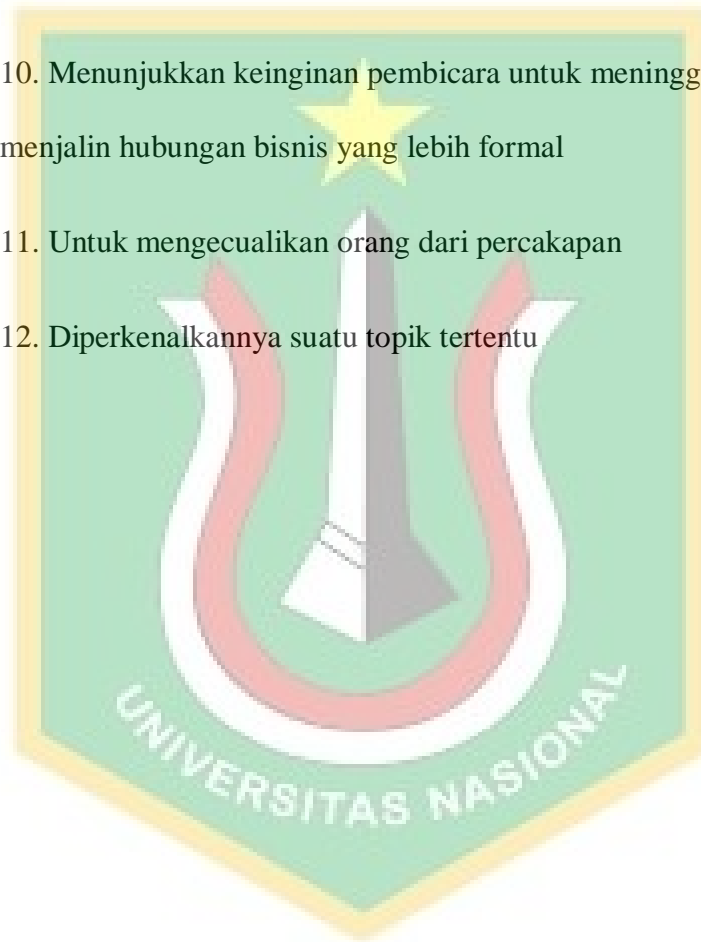 10. Menunjukkan keinginan pembicara untuk meningg
menjalin hubungan bisnis yang lebih formal
11. Untuk mengecualikan orang dari percakapan
12. Diperkenalkannya suatu topik tertentu
UNIVERSITAS NASIONAL